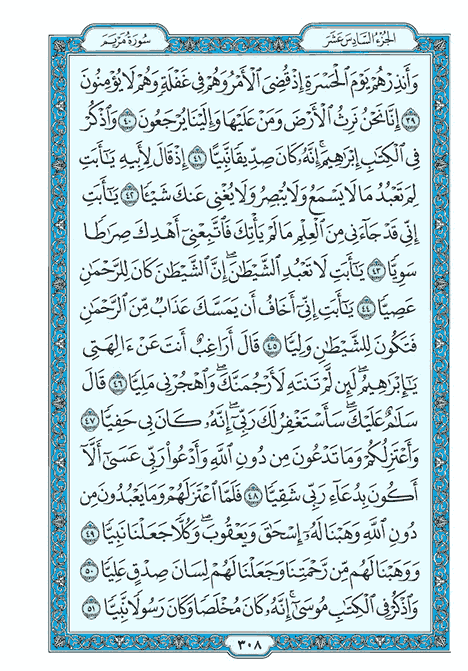 سُورَةُ مَرْيَمَ
الجُزْءُ السَّادِسَ عَشَرَ
وَأَنذِرْهُمْ يَوْمَ ٱلْحَسْرَةِ إِذْ قُضِىَ ٱلْأَمْرُ وَهُمْ فِى غَفْلَةٍ وَهُمْ لَا يُؤْمِنُونَ
٣٩ إِنَّا نَحْنُ نَرِثُ ٱلْأَرْضَ وَمَنْ عَلَيْهَا وَإِلَيْنَا يُرْجَعُونَ ٤٠ وَٱذْكُرْ
فِى ٱلْكِتَٰبِ إِبْرَٰهِيمَ ۚ إِنَّهُۥ كَانَ صِدِّيقًا نَّبِيًّا ٤١ إِذْ قَالَ لِأَبِيهِ يَٰٓأَبَتِ
لِمَ تَعْبُدُ مَا لَا يَسْمَعُ وَلَا يُبْصِرُ وَلَا يُغْنِى عَنكَ شَيْـًٔا ٤٢ يَٰٓأَبَتِ
إِنِّى قَدْ جَآءَنِى مِنَ ٱلْعِلْمِ مَا لَمْ يَأْتِكَ فَٱتَّبِعْنِىٓ أَهْدِكَ صِرَٰطًا
سَوِيًّا ٤٣ يَٰٓأَبَتِ لَا تَعْبُدِ ٱلشَّيْطَٰنَ ۖ إِنَّ ٱلشَّيْطَٰنَ كَانَ لِلرَّحْمَٰنِ
عَصِيًّا ٤٤ يَٰٓأَبَتِ إِنِّىٓ أَخَافُ أَن يَمَسَّكَ عَذَابٌ مِّنَ ٱلرَّحْمَٰنِ
فَتَكُونَ لِلشَّيْطَٰنِ وَلِيًّا ٤٥ قَالَ أَرَاغِبٌ أَنتَ عَنْ ءَالِهَتِى
يَٰٓإِبْرَٰهِيمُ ۖ لَئِن لَّمْ تَنتَهِ لَأَرْجُمَنَّكَ ۖ وَٱهْجُرْنِى مَلِيًّا ٤٦ قَالَ
سَلَٰمٌ عَلَيْكَ ۖ سَأَسْتَغْفِرُ لَكَ رَبِّىٓ ۖ إِنَّهُۥ كَانَ بِى حَفِيًّا ٤٧
وَأَعْتَزِلُكُمْ وَمَا تَدْعُونَ مِن دُونِ ٱللَّهِ وَأَدْعُوا۟ رَبِّى عَسَىٰٓ أَلَّآ
أَكُونَ بِدُعَآءِ رَبِّى شَقِيًّا ٤٨ فَلَمَّا ٱعْتَزَلَهُمْ وَمَا يَعْبُدُونَ مِن
دُونِ ٱللَّهِ وَهَبْنَا لَهُۥٓ إِسْحَٰقَ وَيَعْقُوبَ ۖ وَكُلًّا جَعَلْنَا نَبِيًّا ٤٩
وَوَهَبْنَا لَهُم مِّن رَّحْمَتِنَا وَجَعَلْنَا لَهُمْ لِسَانَ صِدْقٍ عَلِيًّا ٥٠
وَٱذْكُرْ فِى ٱلْكِتَٰبِ مُوسَىٰٓ ۚ إِنَّهُۥ كَانَ مُخْلَصًا وَكَانَ رَسُولًا نَّبِيًّا ٥١
٣٠٨